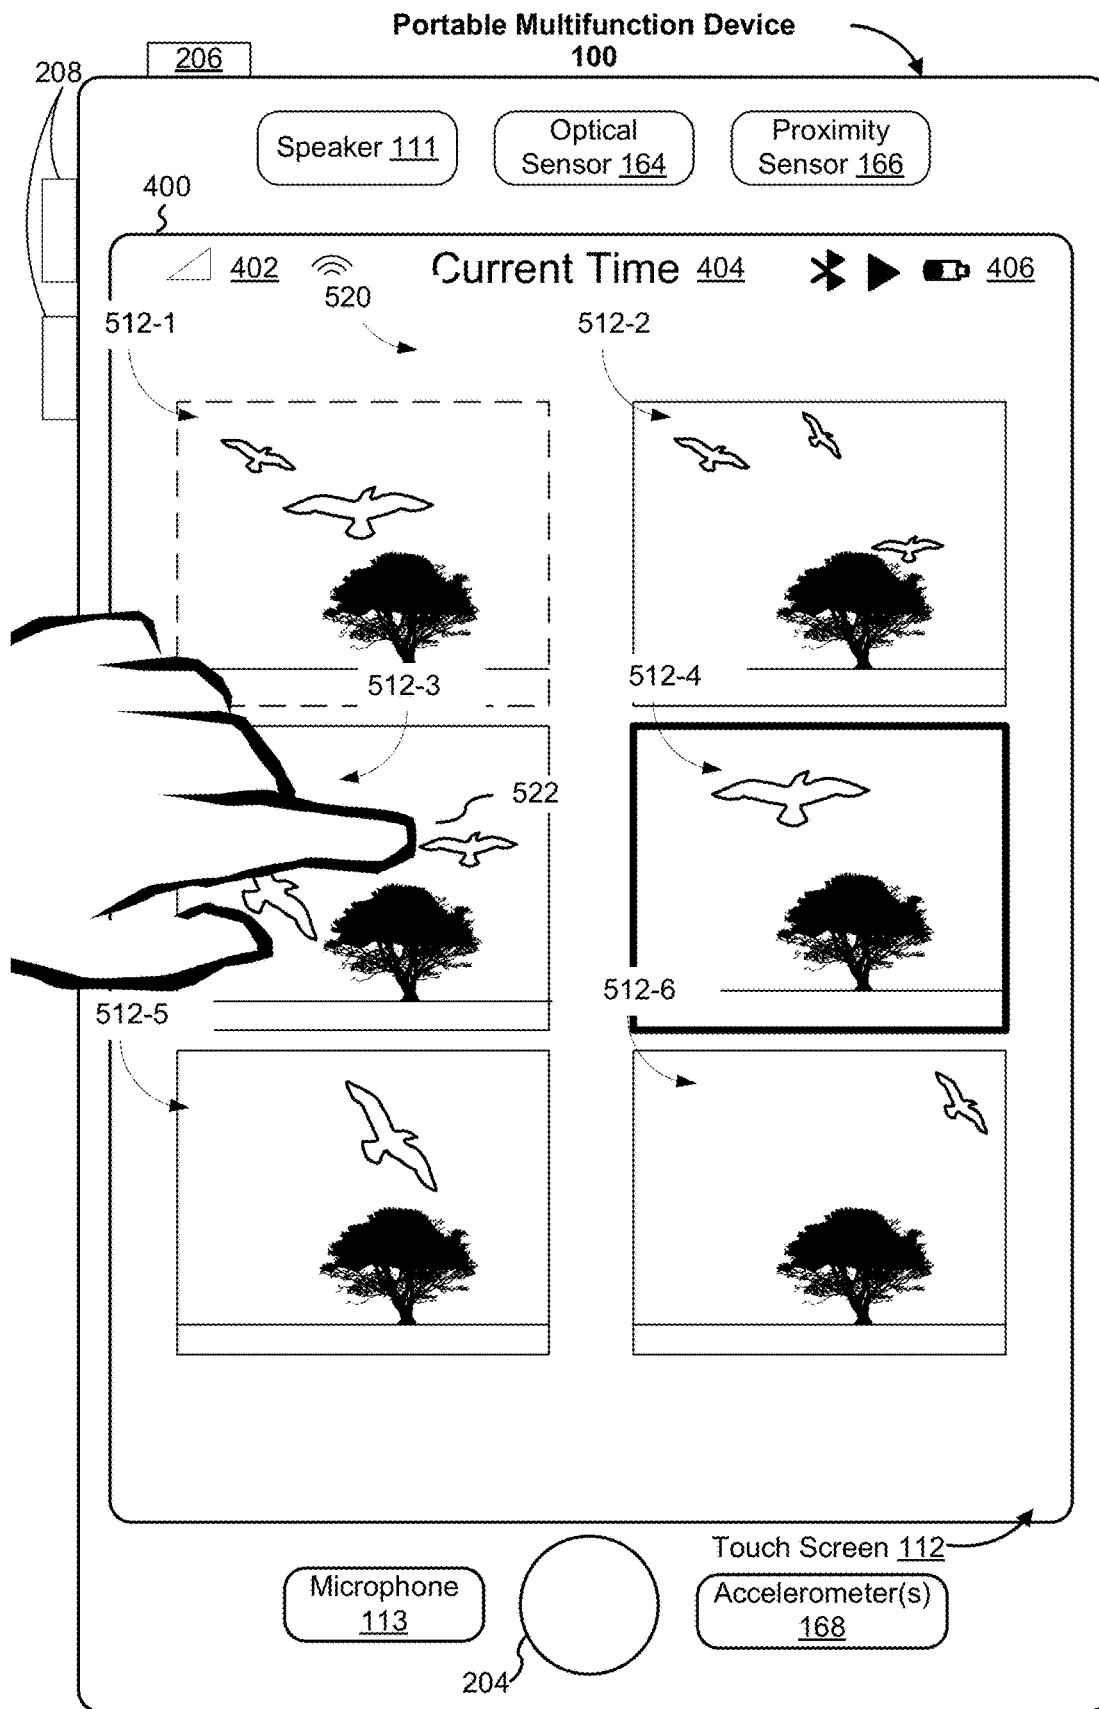 Portable Multifunction Device
100
206
208
Speaker 111
Optical
Sensor 164
Proximity
Sensor 166
400
402
Current Time 404
406
520
512-1
512-2
512-3
512-4
522
512-5
512-6
Touch Screen 112
Microphone
113
Accelerometer(s)
168
204